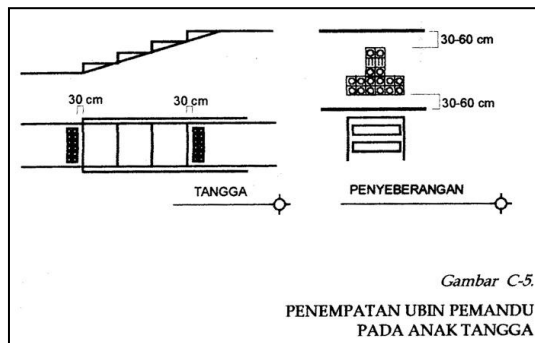 30-60 cm
30 cm
30 cm
30-60 cm
TANGGA
PENYEBERANGAN
Gambar C-5.
PENEMPATAN UBIN PEMANDU
PADA ANAK TANGGA